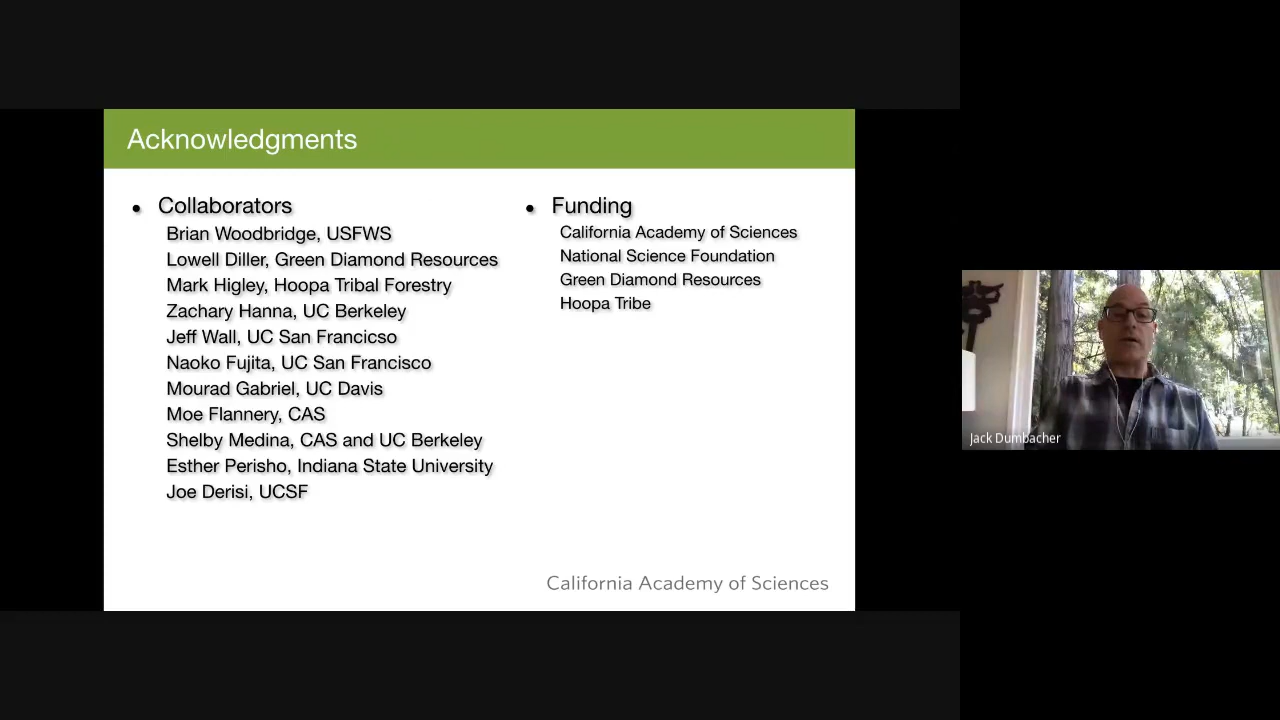 Acknowledgments
• Collaborators
Brian Woodbridge, USFWS
Lowell Diller, Green Diamond Resources
Mark Higley, Hoopa Tribal Forestry
Zachary Hanna, UC Berkeley
Jeff Wall, UC San Francicso
Naoko Fujita, UC San Francisco
Mourad Gabriel, UC Davis
Moe Flannery, CAS
Shelby Medina, CAS and UC Berkeley
Esther Perisho, Indiana State University
Joe Derisi, UCSF
• Funding
California Academy of Sciences
National Science Foundation
Green Diamond Resources
Hoopa Tribe
California Academy of Sciences
Jack Dumbacher